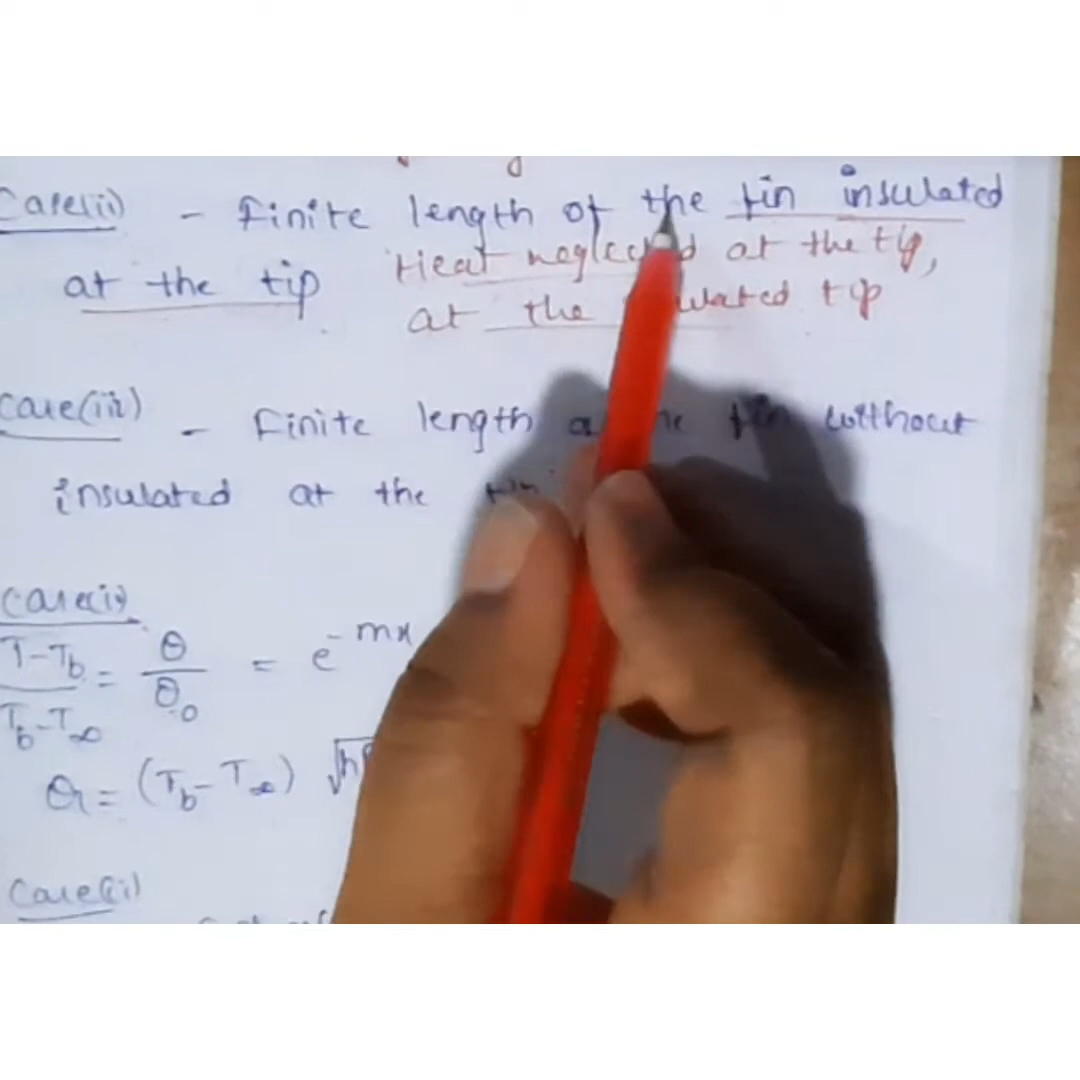 Case(ii) - Finite length of the fin insulated
at the tip Heat neglected at the tip,
at the tip
Case(iii) - Finite length fin without
insulated at the
Case(i)
T-Tb/Tb-T∞ = θ/θ0 = e^-mx
Q = (Tb-T∞) √h
Case(ii)